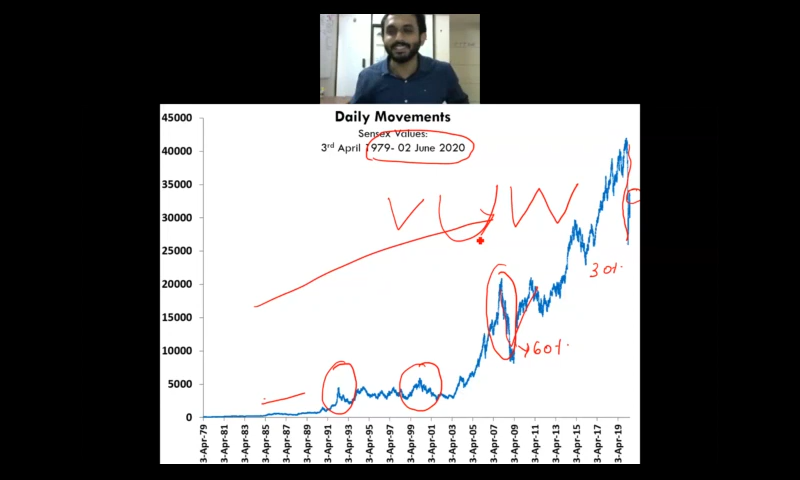 Daily Movements
Sensex Values:
3rd April 1979- 02 June 2020
45000
40000
35000
30000
25000
20000
15000
10000
5000
0
V U W
30%
60%
3-Apr-79
3-Apr-81
3-Apr-83
3-Apr-85
3-Apr-87
3-Apr-89
3-Apr-91
3-Apr-93
3-Apr-95
3-Apr-97
3-Apr-99
3-Apr-01
3-Apr-03
3-Apr-05
3-Apr-07
3-Apr-09
3-Apr-11
3-Apr-13
3-Apr-15
3-Apr-17
3-Apr-19